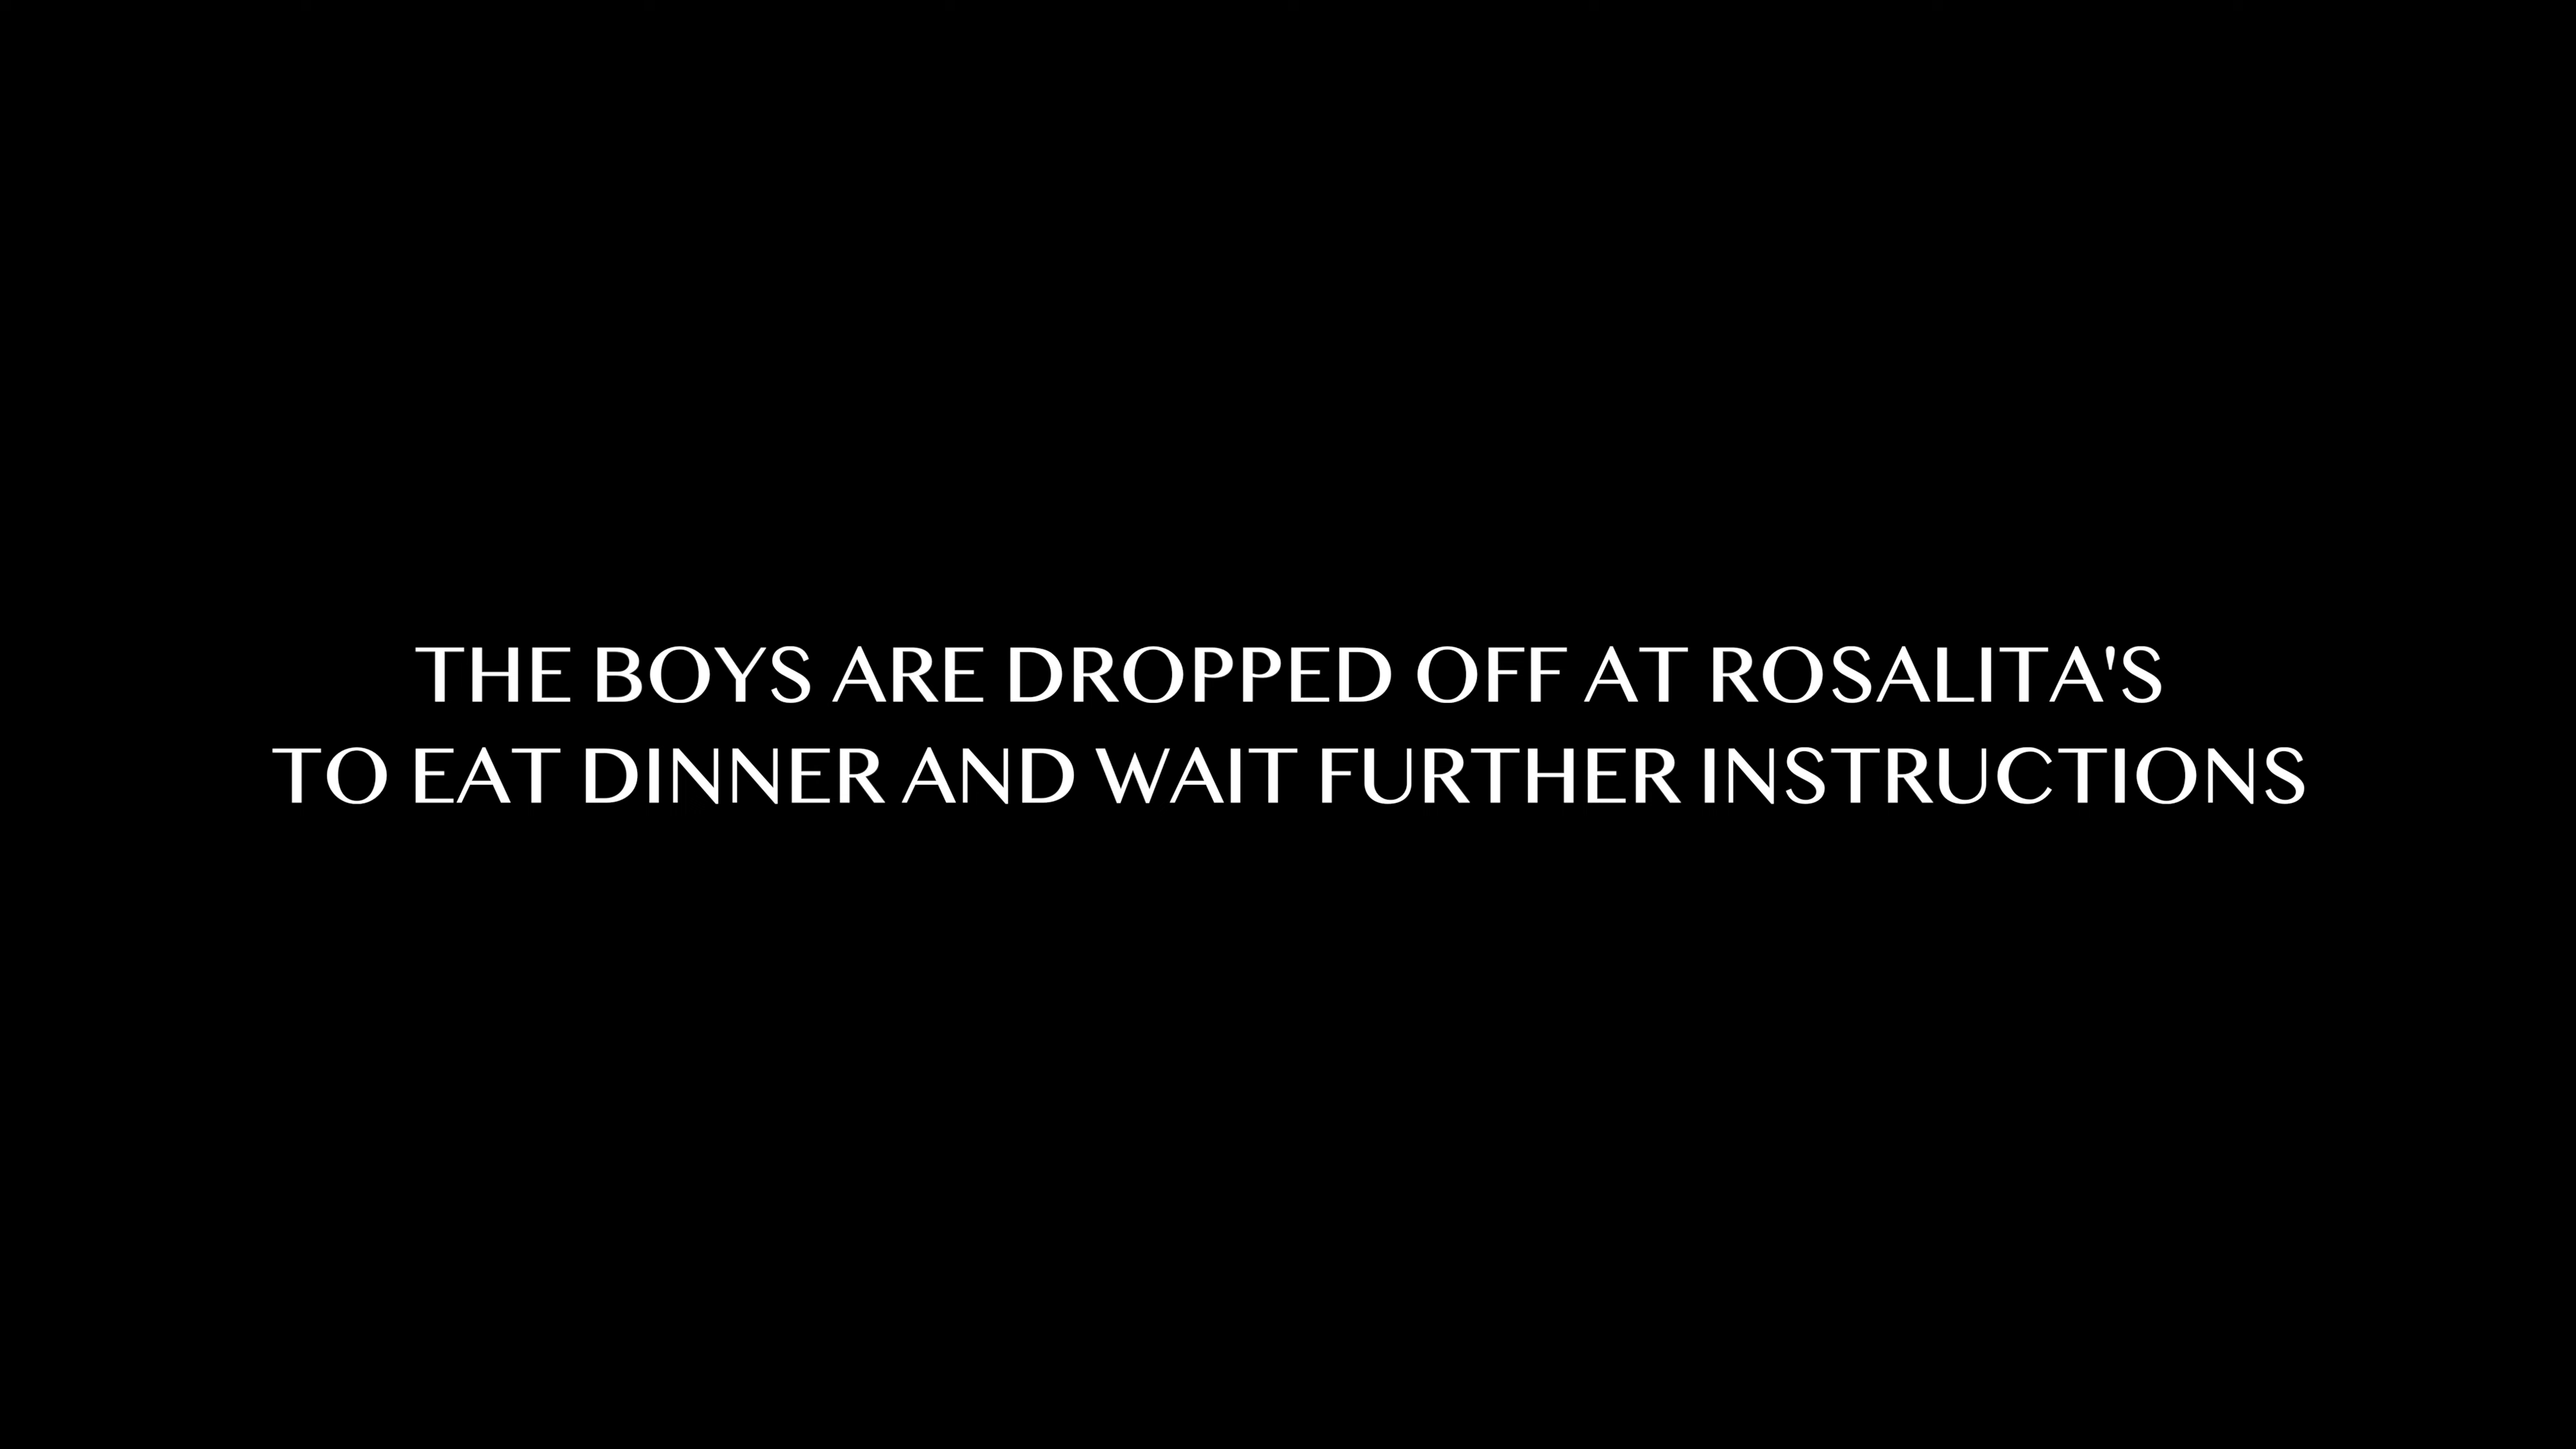 THE BOYS ARE DROPPED OFF AT ROSALITA'S
TO EAT DINNER AND WAIT FURTHER INSTRUCTIONS